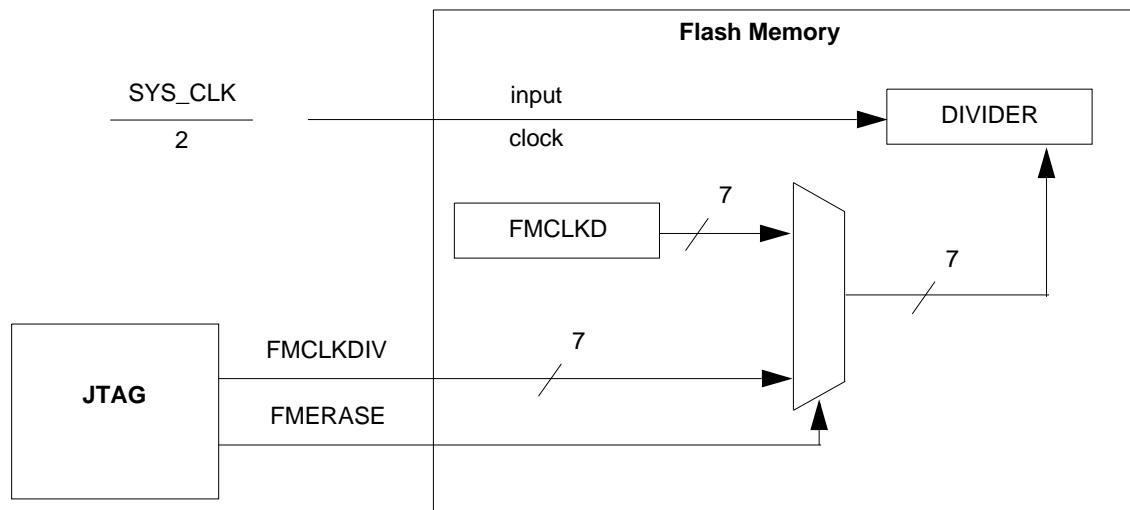 Flash Memory
SYS_CLK
2
input
clock
DIVIDER
7
FMCLKD
7
7
FMCLKDIV
JTAG
FMERASE